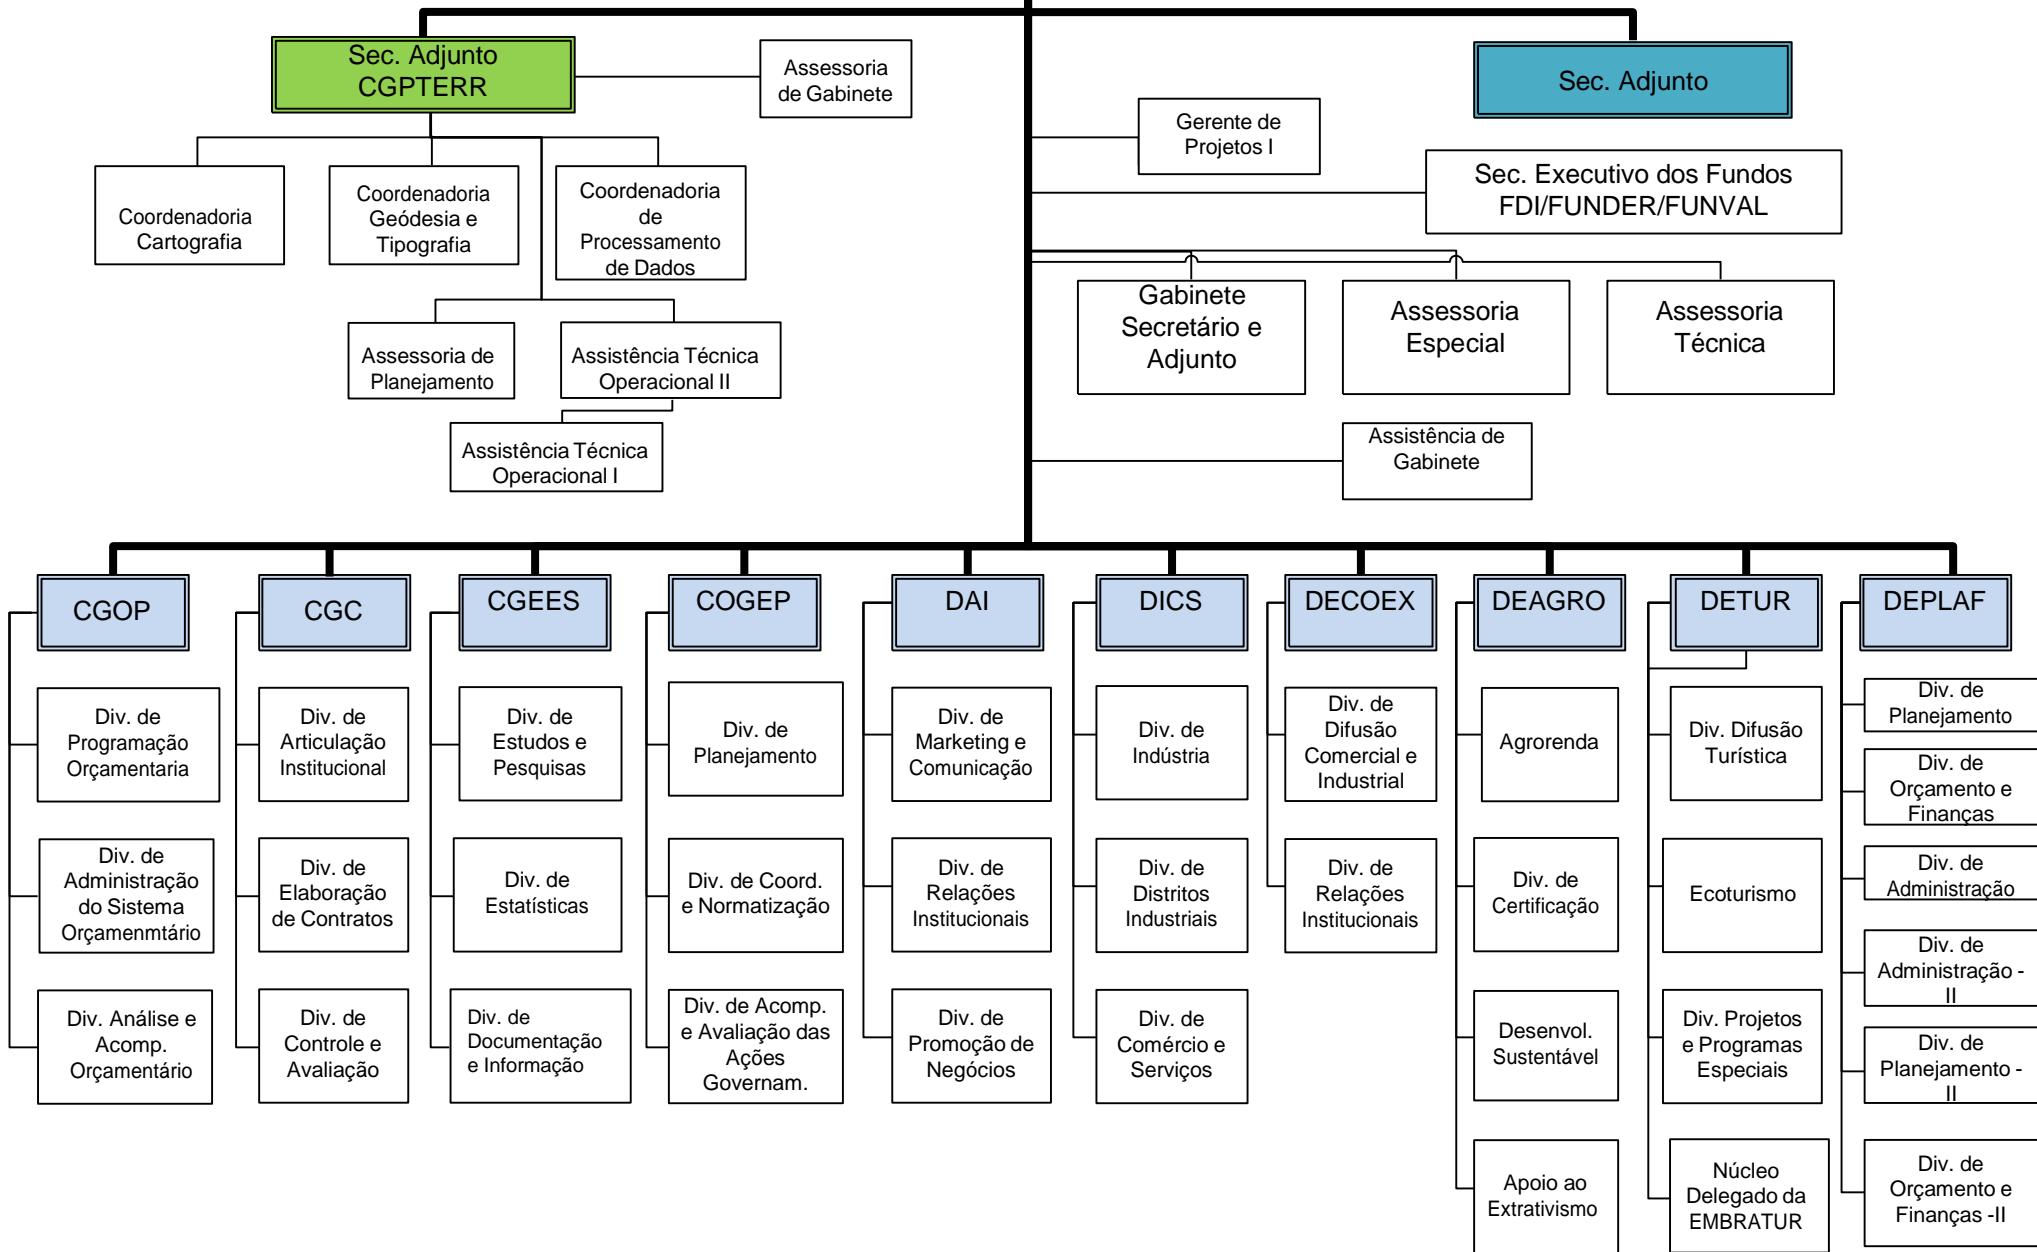 Sec. Adjunto
CGPTERR
Assessoria
de Gabinete
Sec. Adjunto
Gerente de
Projetos I
Sec. Executivo dos Fundos
FDI/FUNDER/FUNVAL
Coordenadoria
Cartografia
Coordenadoria
Geódesia e
Tipografia
Coordenadoria
de
Processamento
de Dados
Gabinete
Secretário e
Adjunto
Assessoria
Especial
Assessoria
Técnica
Assessoria de
Planejamento
Assistência Técnica
Operacional II
Assistência Técnica
Operacional I
Assistência de
Gabinete
CGOP
CGC
CGEES
COGEP
DAI
DICS
DECOEX
DEAGRO
DETUR
DEPLAF
Div. de
Programação
Orçamentaria
Div. de
Administração
do Sistema
Orçamenmtário
Div. Análise e
Acomp.
Orçamentário
Div. de
Articulação
Institucional
Div. de
Elaboração
de Contratos
Div. de
Controle e
Avaliação
Div. de
Estudos e
Pesquisas
Div. de
Estatísticas
Div. de
Documentação
e Informação
Div. de
Planejamento
Div. de Coord.
e Normatização
Div. de Acomp.
e Avaliação das
Ações
Governam.
Div. de
Marketing e
Comunicação
Div. de
Relações
Institucionais
Div. de
Promoção de
Negócios
Div. de
Indústria
Div. de
Distritos
Industriais
Div. de
Comércio e
Serviços
Div. de
Difusão
Comercial e
Industrial
Div. de
Relações
Institucionais
Agrorenda
Div. de
Certificação
Desenvol.
Sustentável
Apoio ao
Extrativismo
Div. Difusão
Turística
Ecoturismo
Div. Projetos
e Programas
Especiais
Núcleo
Delegado da
EMBRATUR
Div. de
Planejamento
Div. de
Orçamento e
Finanças
Div. de
Administração
Div. de
Administração -
II
Div. de
Planejamento -
II
Div. de
Orçamento e
Finanças -II